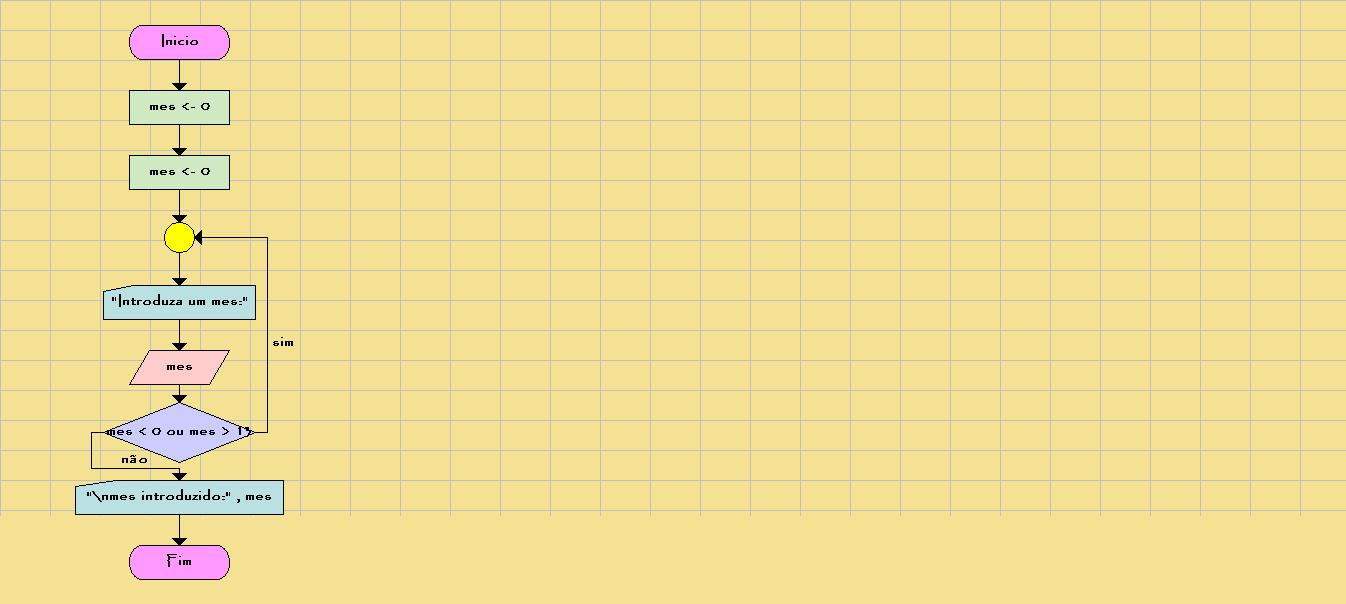 Inicio
mes <- 0
mes <- 0
"Introduza um mes:"
sim
mes
mes < 0 ou mes > 
não
"\nmes introduzido:" , mes
Fim